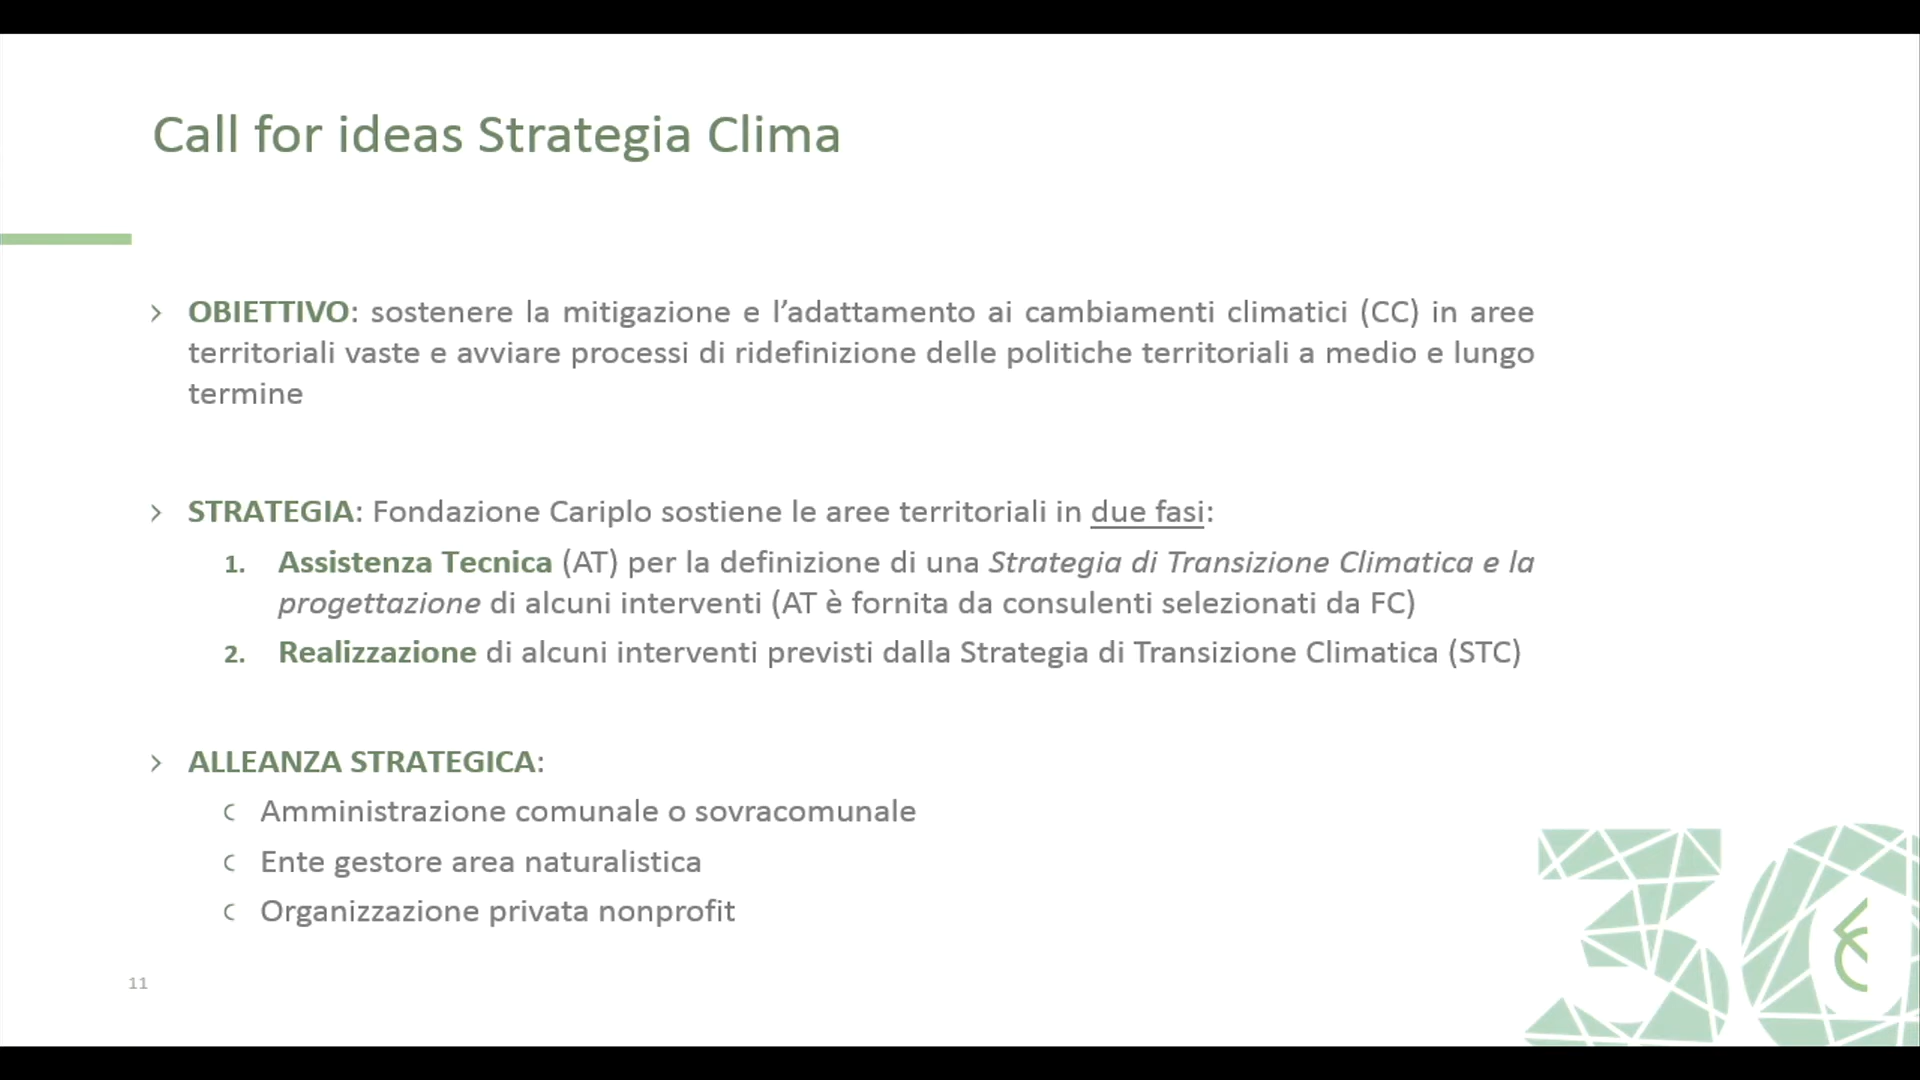 Call for ideas Strategia Clima
› OBIETTIVO: sostenere la mitigazione e l’adattamento ai cambiamenti climatici (CC) in aree
territoriali vaste e avviare processi di ridefinizione delle politiche territoriali a medio e lungo
termine
› STRATEGIA: Fondazione Cariplo sostiene le aree territoriali in due fasi:
1. Assistenza Tecnica (AT) per la definizione di una Strategia di Transizione Climatica e la
progettazione di alcuni interventi (AT è fornita da consulenti selezionati da FC)
2. Realizzazione di alcuni interventi previsti dalla Strategia di Transizione Climatica (STC)
› ALLEANZA STRATEGICA:
Amministrazione comunale o sovracomunale
Ente gestore area naturalistica
Organizzazione privata nonprofit
11
30